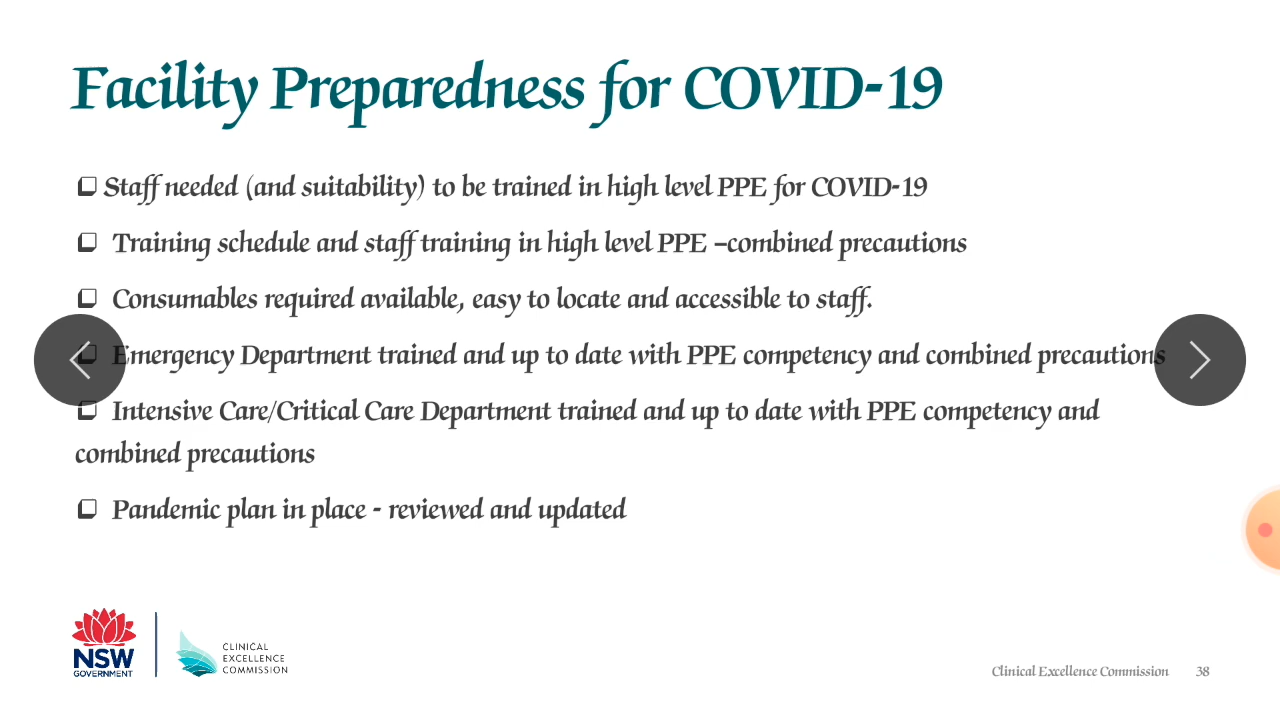 Facility Preparedness for COVID-19
❑ Staff needed (and suitability) to be trained in high level PPE for COVID-19
❑ Training schedule and staff training in high level PPE –combined precautions
❑ Consumables required available, easy to locate and accessible to staff.
❑ Emergency Department trained and up to date with PPE competency and combined precautions
❑ Intensive Care/Critical Care Department trained and up to date with PPE competency and
combined precautions
❑ Pandemic plan in place - reviewed and updated
NSW
GOVERNMENT
CLINICAL
EXCELLENCE
COMMISSION
Clinical Excellence Commission 38